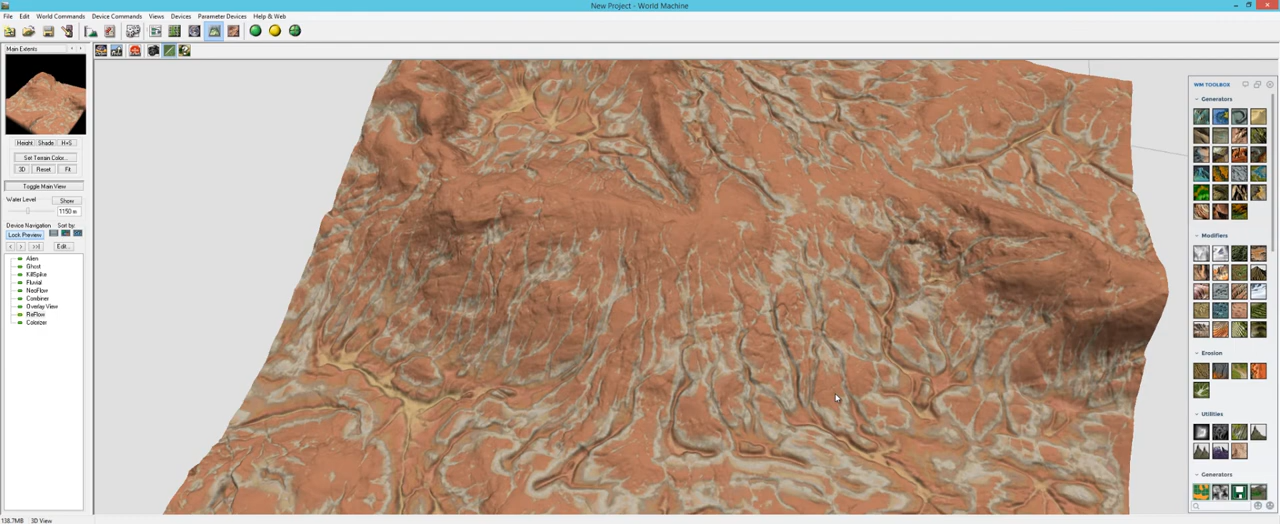 New Project - World Machine
File Edit World Commands Device Commands Views Devices Parameter Devices Help & Web
Main Extents
Height Shade H+S
Set Terrain Color...
3D Reset Fit
Toggle Main View
Water Level Show
1150 m
Device Navigation Sort by:
Lock Preview
< > >>| Edit...
Alien
Ghost
KillSpike
Fluvial
NeoFlow
Combiner
Overlay View
ReFlow
Colorizer
138.7MB 3D View
WM TOOLBOX
Generators
Modifiers
Erosion
Utilities
Generators